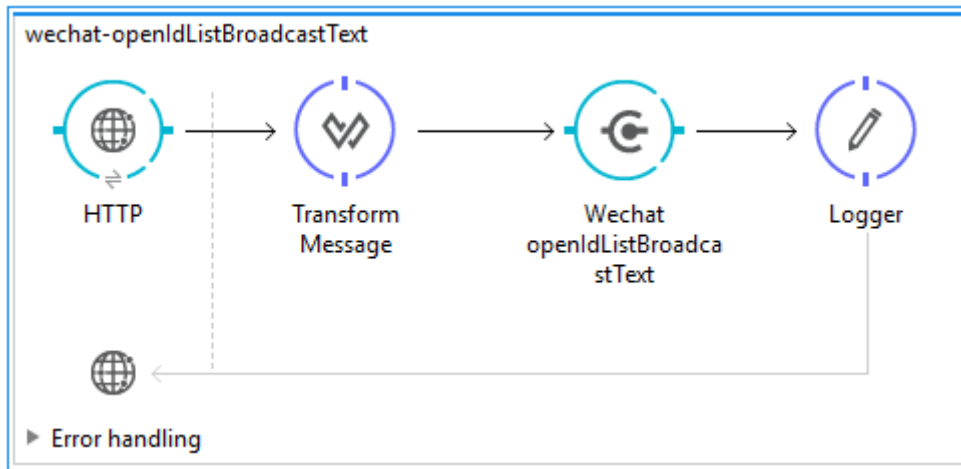 wechat-openIdListBroadcastText
HTTP
Transform
Message
Wechat
openIdListBroadca
stText
Logger
Error handling